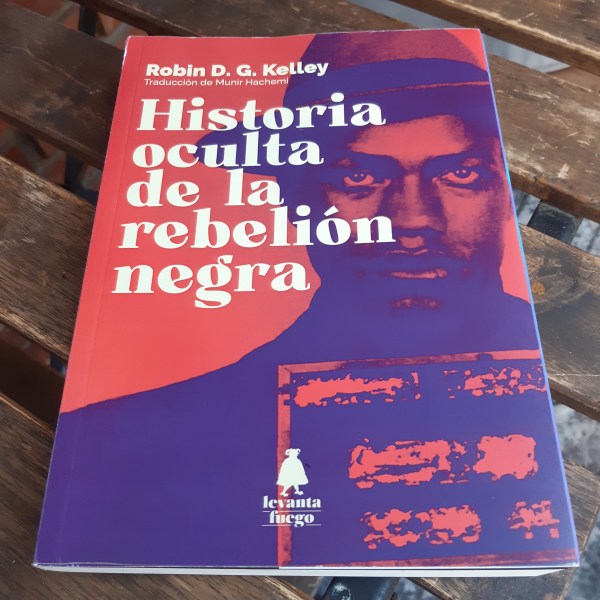 Robin D. G. Kelley
Traducción de Munir Hachemi
Historia
oculta
de la
rebelión
negra
levanta
fuego